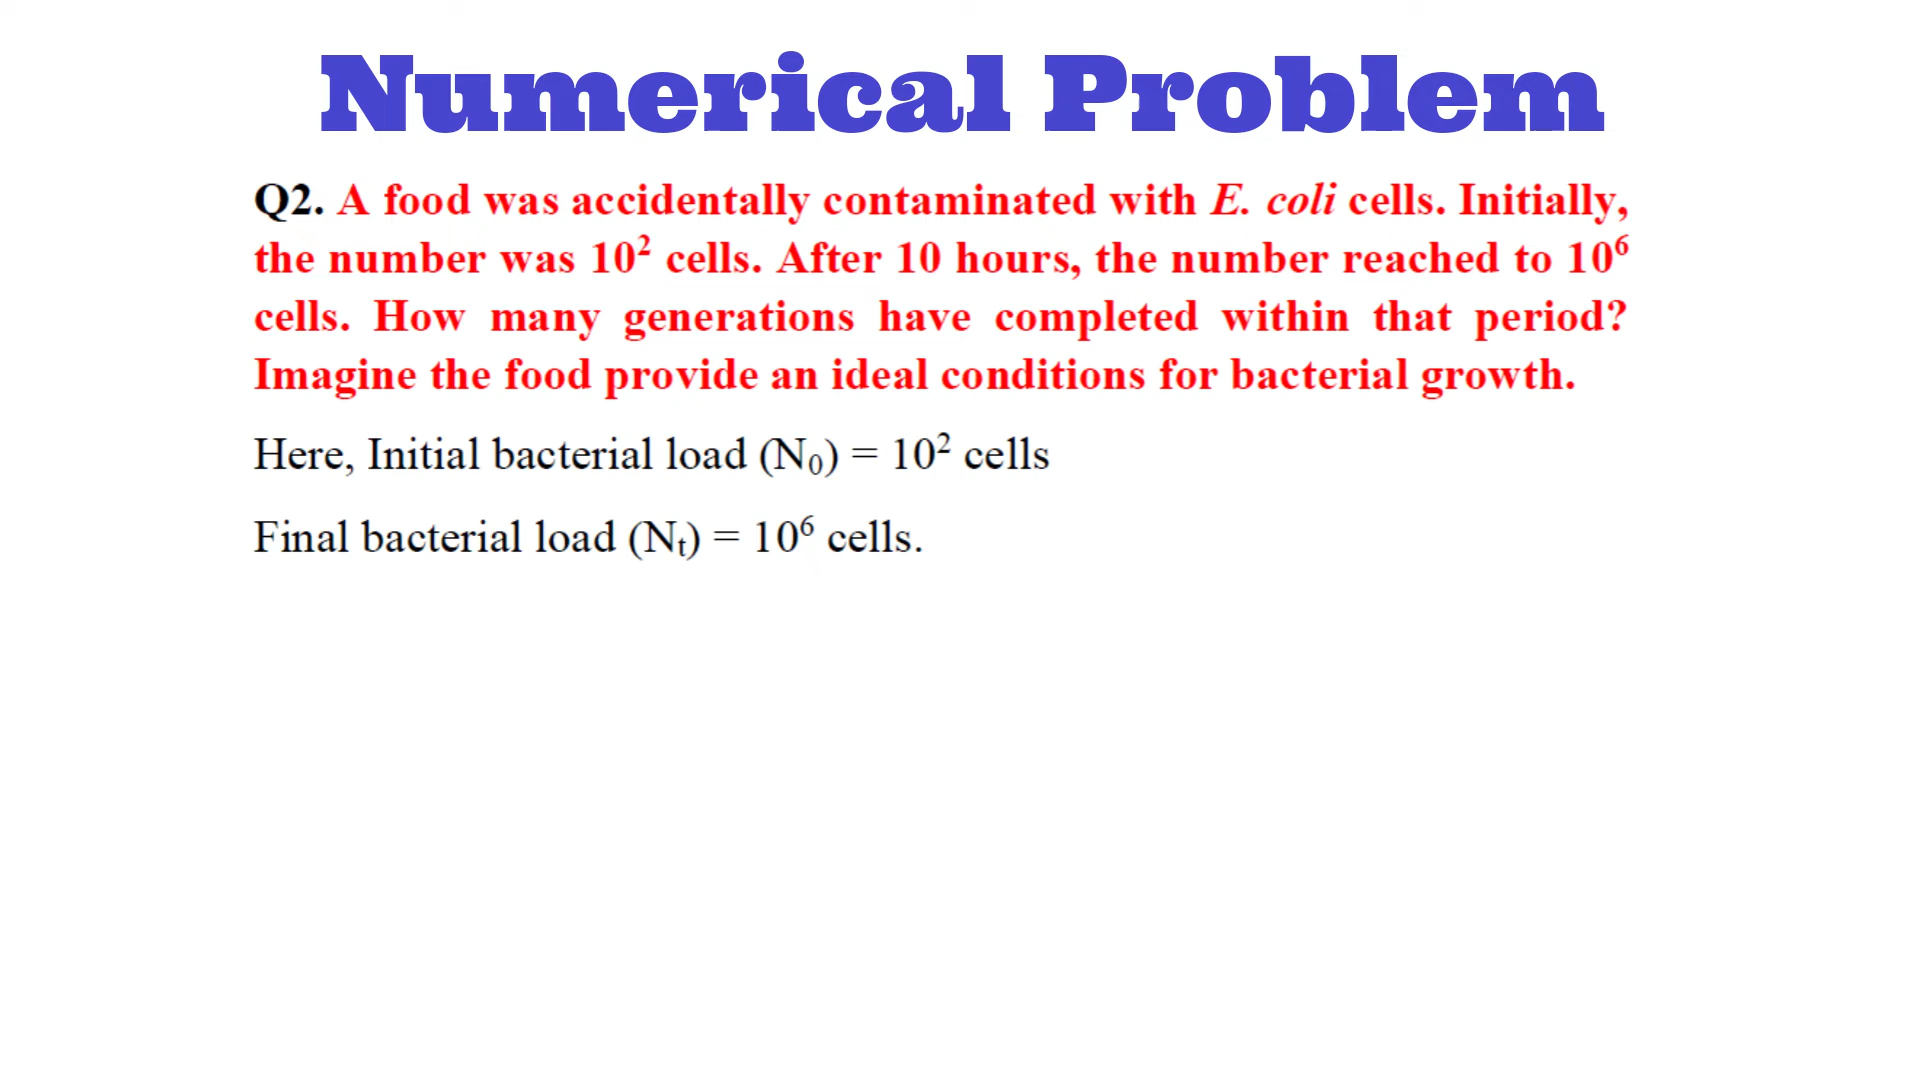 Numerical Problem
Q2. A food was accidentally contaminated with E. coli cells. Initially,
the number was 10² cells. After 10 hours, the number reached to 10⁶
cells. How many generations have completed within that period?
Imagine the food provide an ideal conditions for bacterial growth.
Here, Initial bacterial load (N₀) = 10² cells
Final bacterial load (Nₜ) = 10⁶ cells.